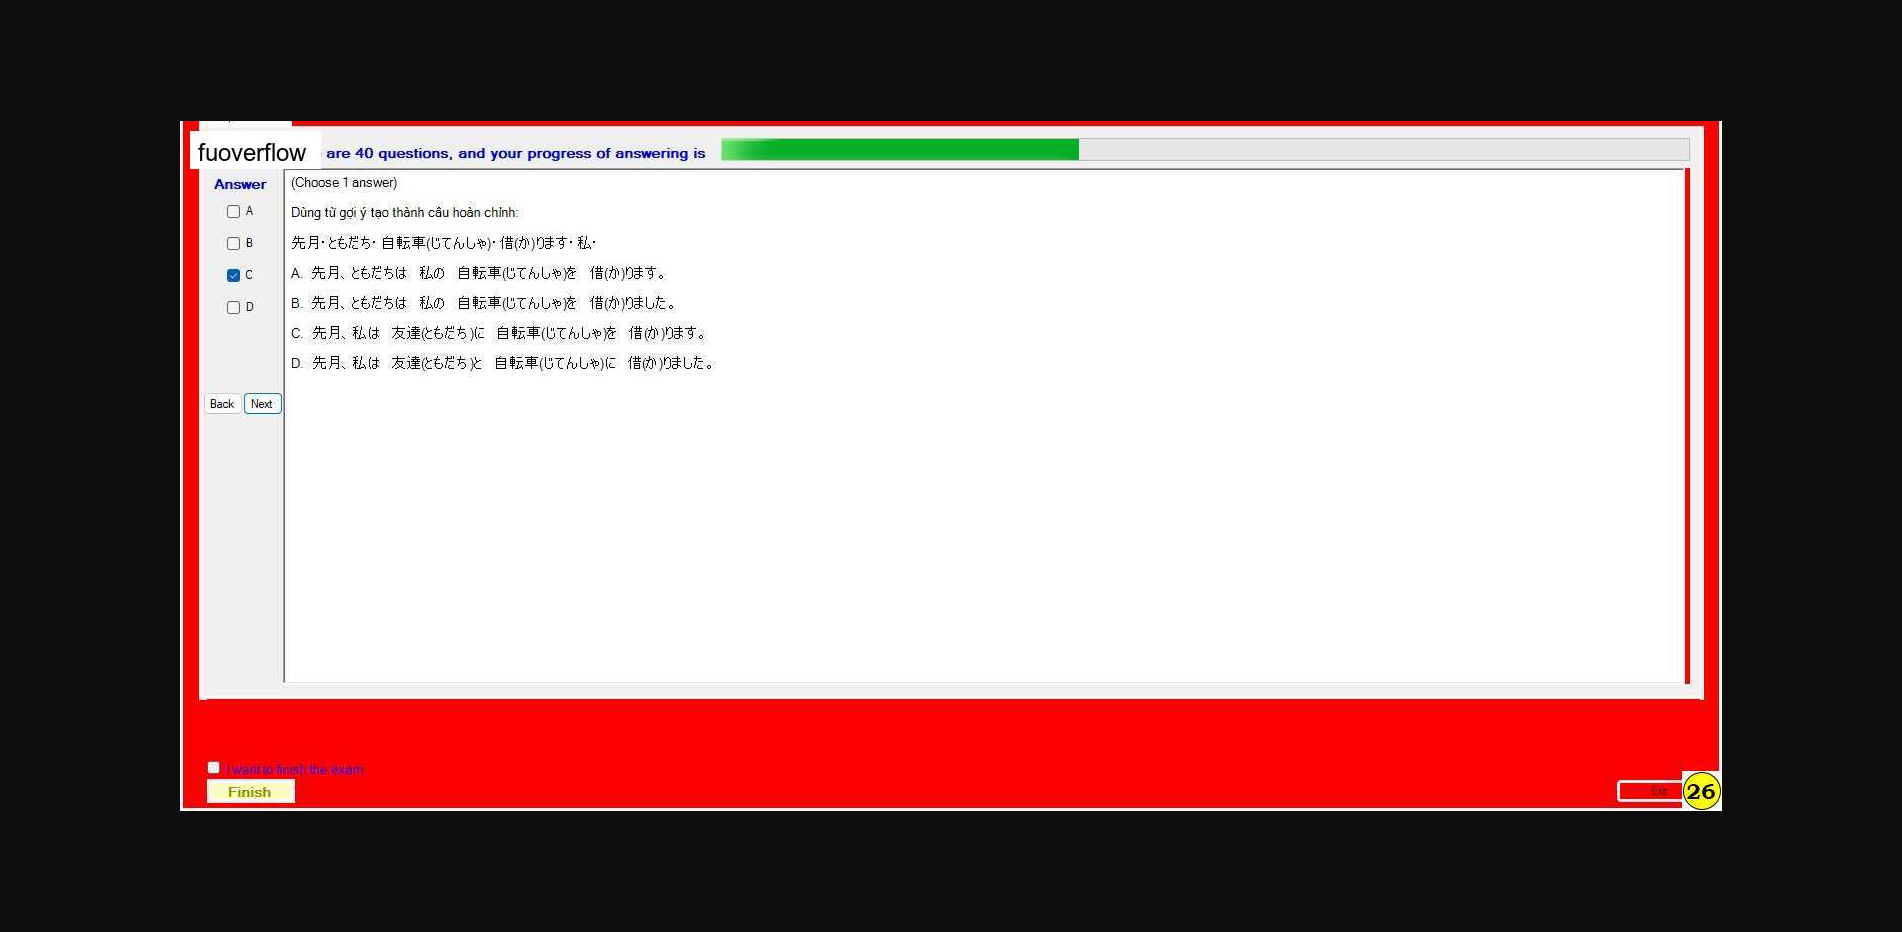 fuoverflow are 40 questions, and your progress of answering is
Answer
A
B
C
D
Back Next
(Choose 1 answer)
Dùng từ gợi ý tạo thành câu hoàn chỉnh:
先月・ともだち・ 自転車(じてんしゃ)・ 借(か)ります・ 私・
A. 先月、ともだちは 私の 自転車(じてんしゃ)を 借(か)ります。
B. 先月、ともだちは 私の 自転車(じてんしゃ)を 借(か)りました。
C. 先月、私は 友達(ともだち)に 自転車(じてんしゃ)を 借(か)ります。
D. 先月、私は 友達(ともだち)と 自転車(じてんしゃ)に 借(か)りました。
I want to finish the exam
Finish
Exit 26